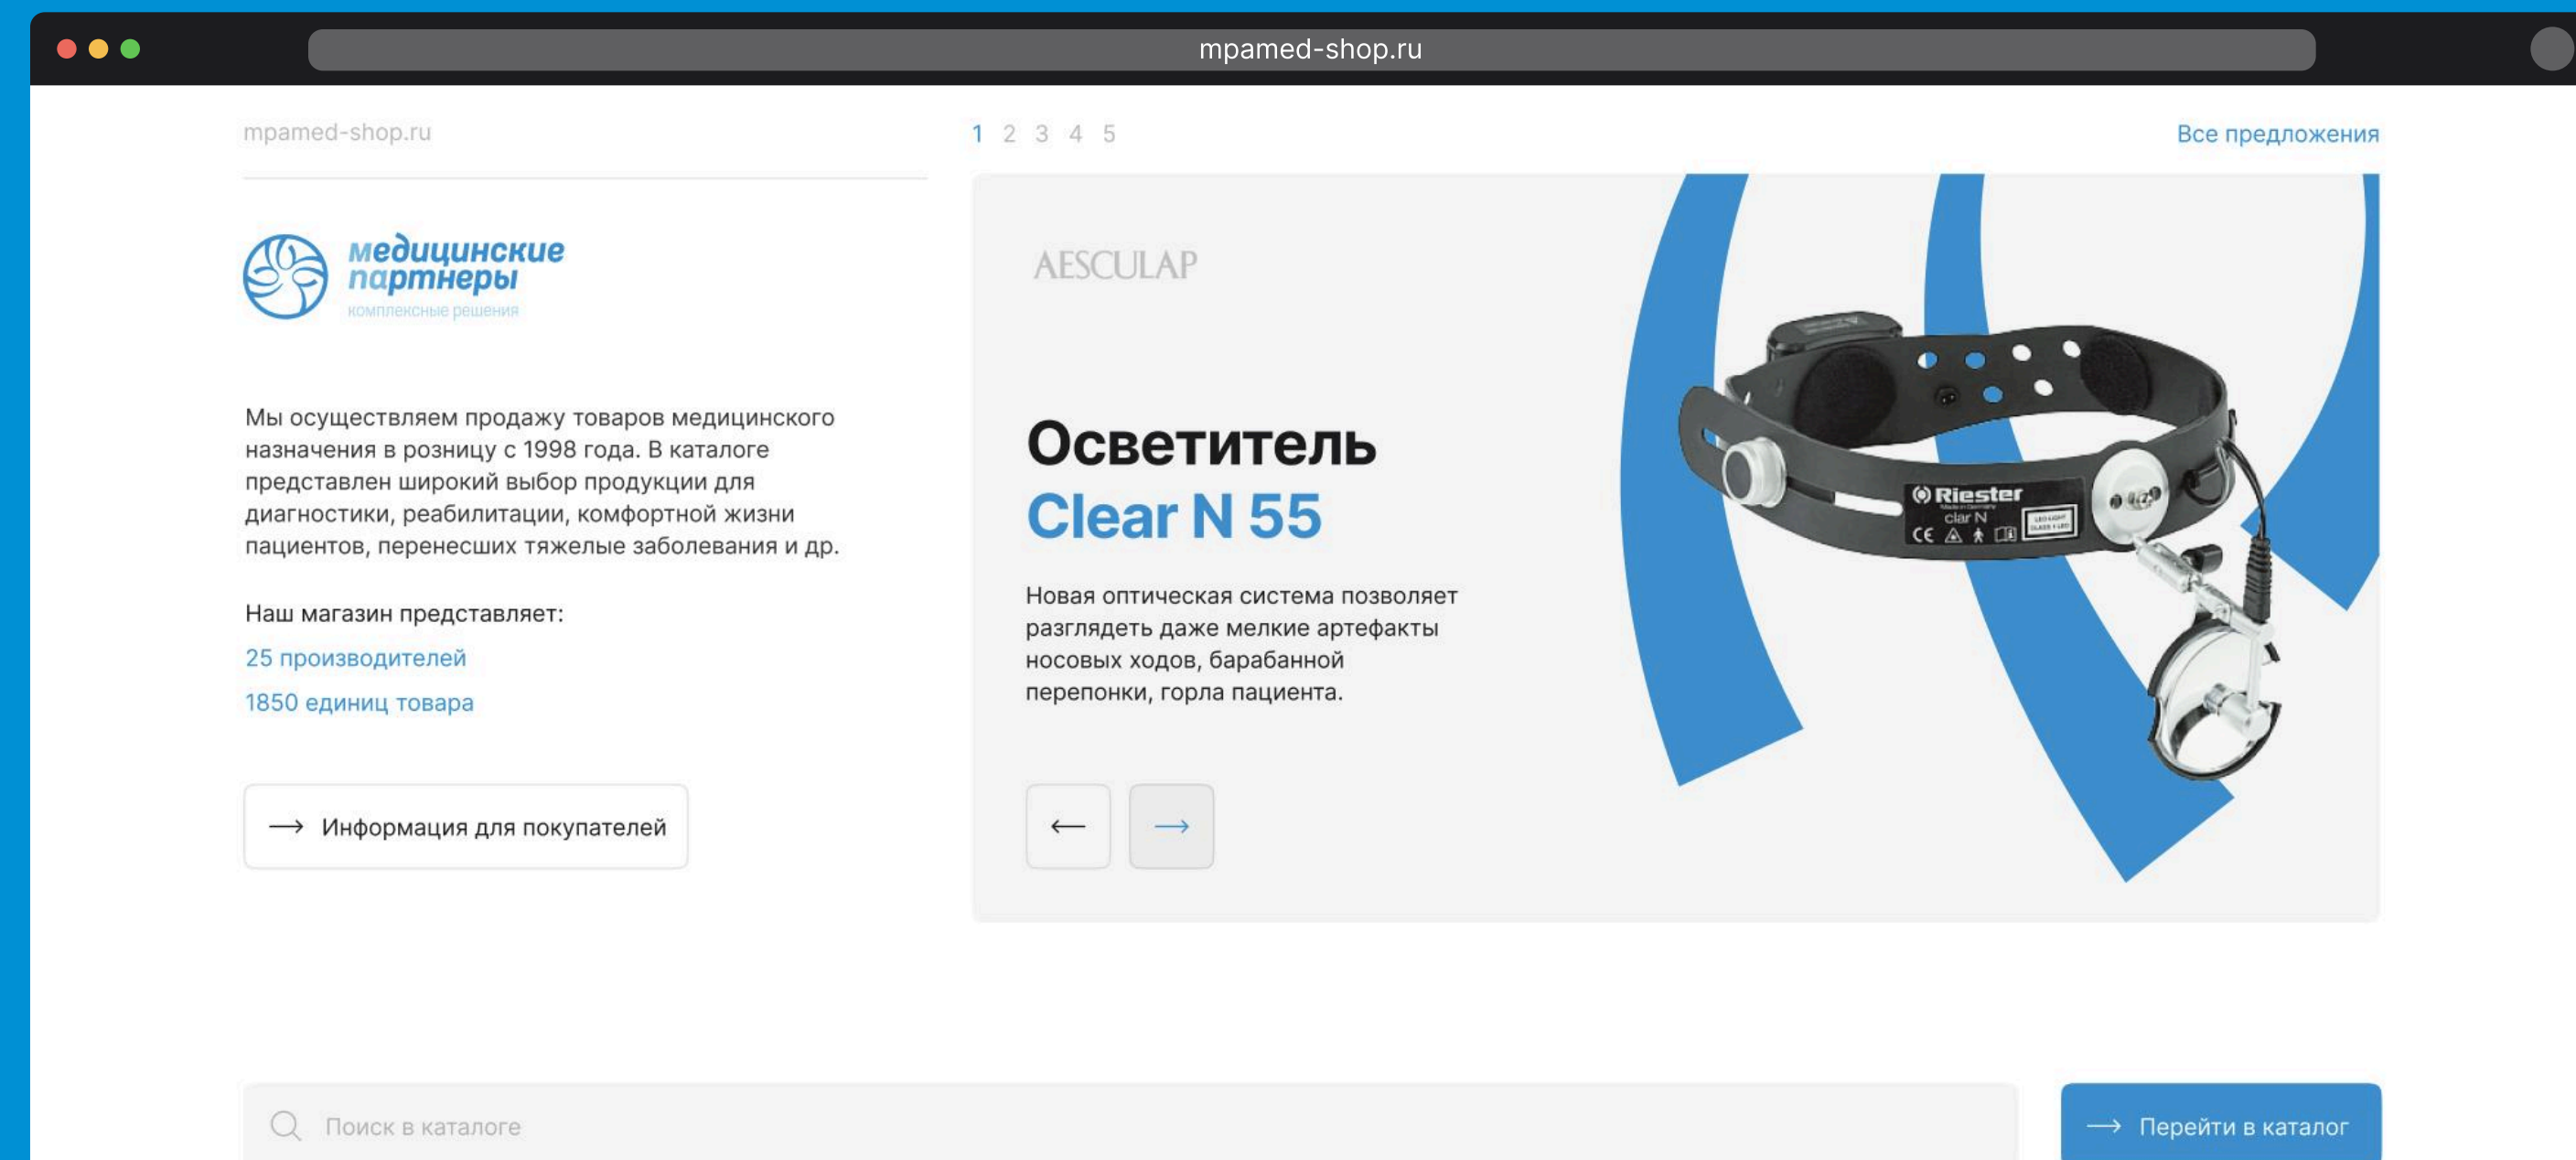 mpamed-shop.ru
mpamed-shop.ru
1 2 3 4 5
Все предложения
медицинские
партнеры
комплексные решения
Мы осуществляем продажу товаров медицинского
назначения в розницу с 1998 года. В каталоге
представлен широкий выбор продукции для
диагностики, реабилитации, комфортной жизни
пациентов, перенесших тяжелые заболевания и др.
Наш магазин представляет:
25 производителей
1850 единиц товара
→ Информация для покупателей
AESCULAP
Осветитель
Clear N 55
Новая оптическая система позволяет
разглядеть даже мелкие артефакты
носовых ходов, барабанной
перепонки, горла пациента.
Riester
Made in Germany
clar N
CE
← →
Поиск в каталоге
→ Перейти в каталог